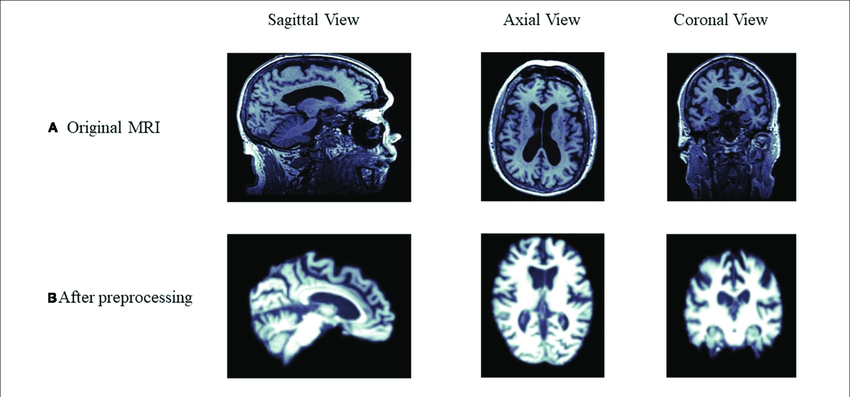 Sagittal View Axial View Coronal View
A Original MRI
B After preprocessing